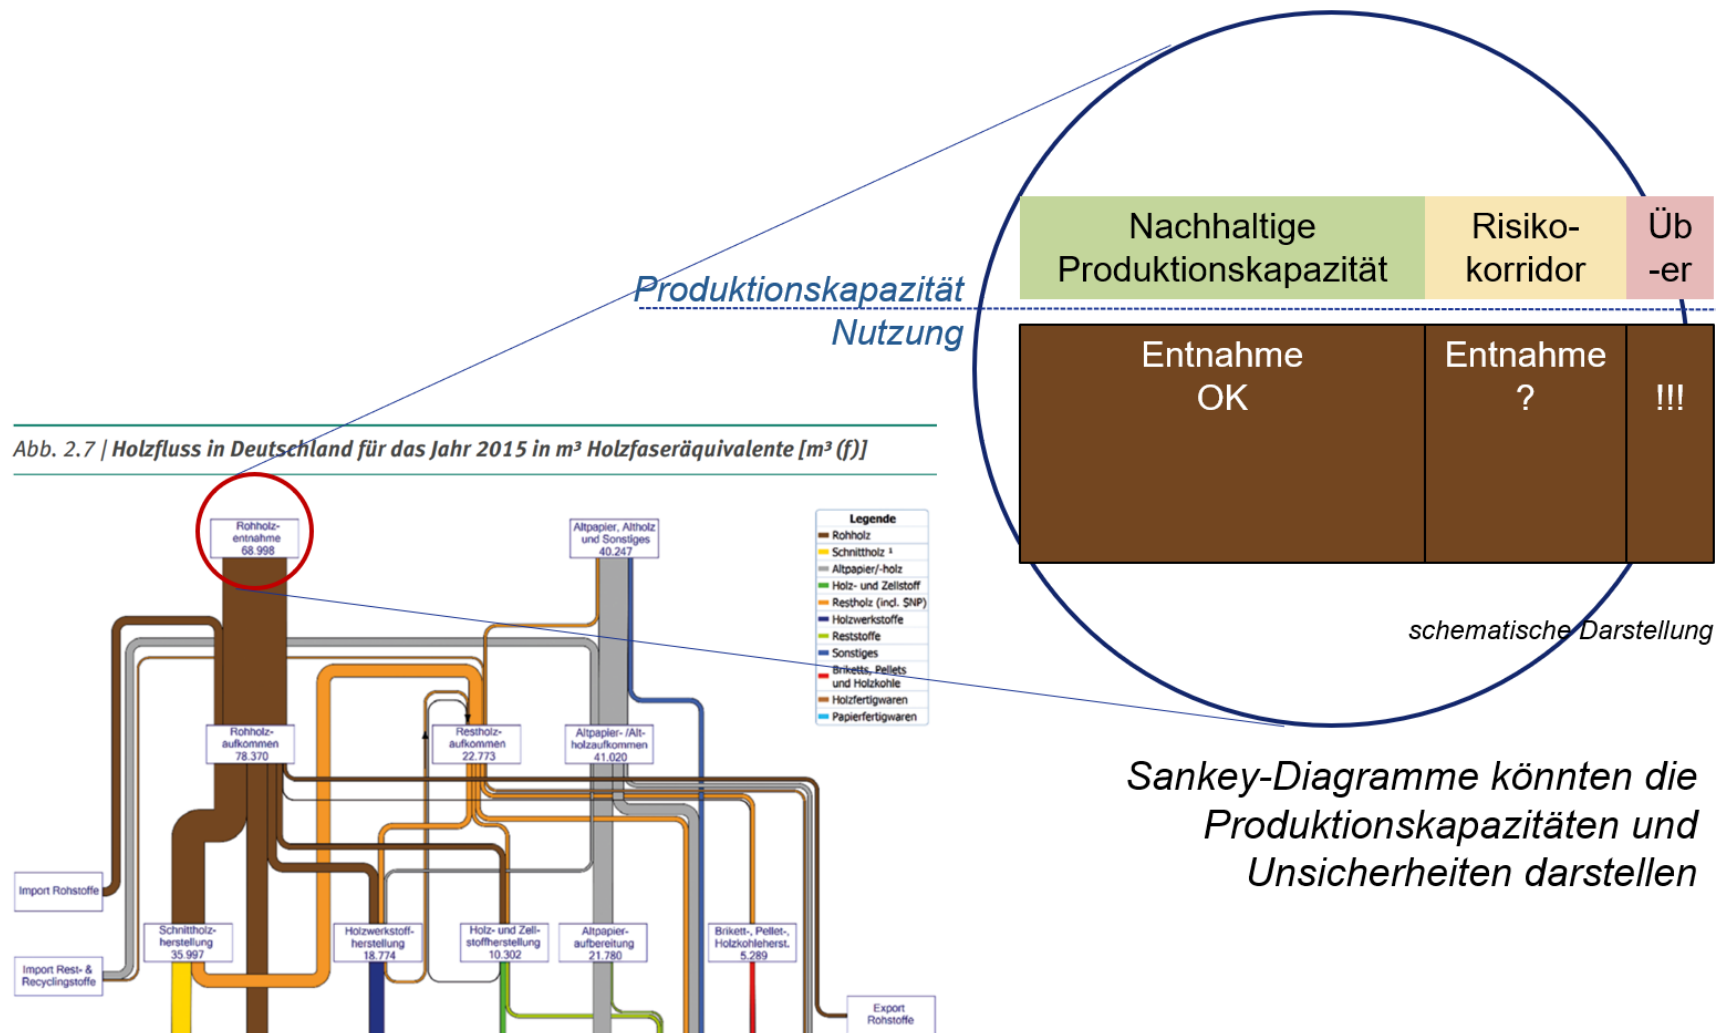 Nachhaltige
Produktionskapazität
Risiko-
korridor
Üb
-er
Produktionskapazität
Nutzung
Entnahme
OK
Entnahme
?
!!!
schematische Darstellung
Sankey-Diagramme könnten die
Produktionskapazitäten und
Unsicherheiten darstellen
Abb. 2.7 | Holzfluss in Deutschland für das Jahr 2015 in m³ Holzfaseräquivalente [m³ (f)]
Rohholz-
entnahme
68.998
Altpapier, Altholz
und Sonstiges
40.247
Legende
Rohholz
Schnittholz ¹
Altpapier/-holz
Holz- und Zellstoff
Restholz (incl. SNP)
Holzwerkstoffe
Reststoffe
Sonstiges
Briketts, Pellets
und Holzkohle
Holzfertigwaren
Papierfertigwaren
Rohholz-
aufkommen
78.370
Restholz-
aufkommen
22.773
Altpapier- /Alt-
holzaufkommen
41.020
Import Rohstoffe
Schnittholz-
herstellung
35.997
Holzwerkstoff-
herstellung
18.774
Holz- und Zell-
stoffherstellung
10.302
Altpapier-
aufbereitung
21.780
Brikett-, Pellet-,
Holzkohleherst.
5.289
Import Rest- &
Recyclingstoffe
Export
Rohstoffe